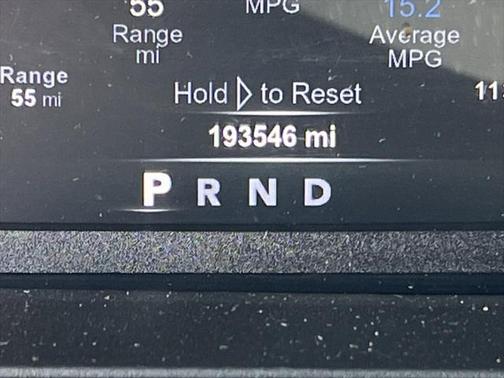 55
Range
mi
MPG
15.2
Average
MPG
Range
55 mi
Hold ▷ to Reset
193546 mi
P R N D